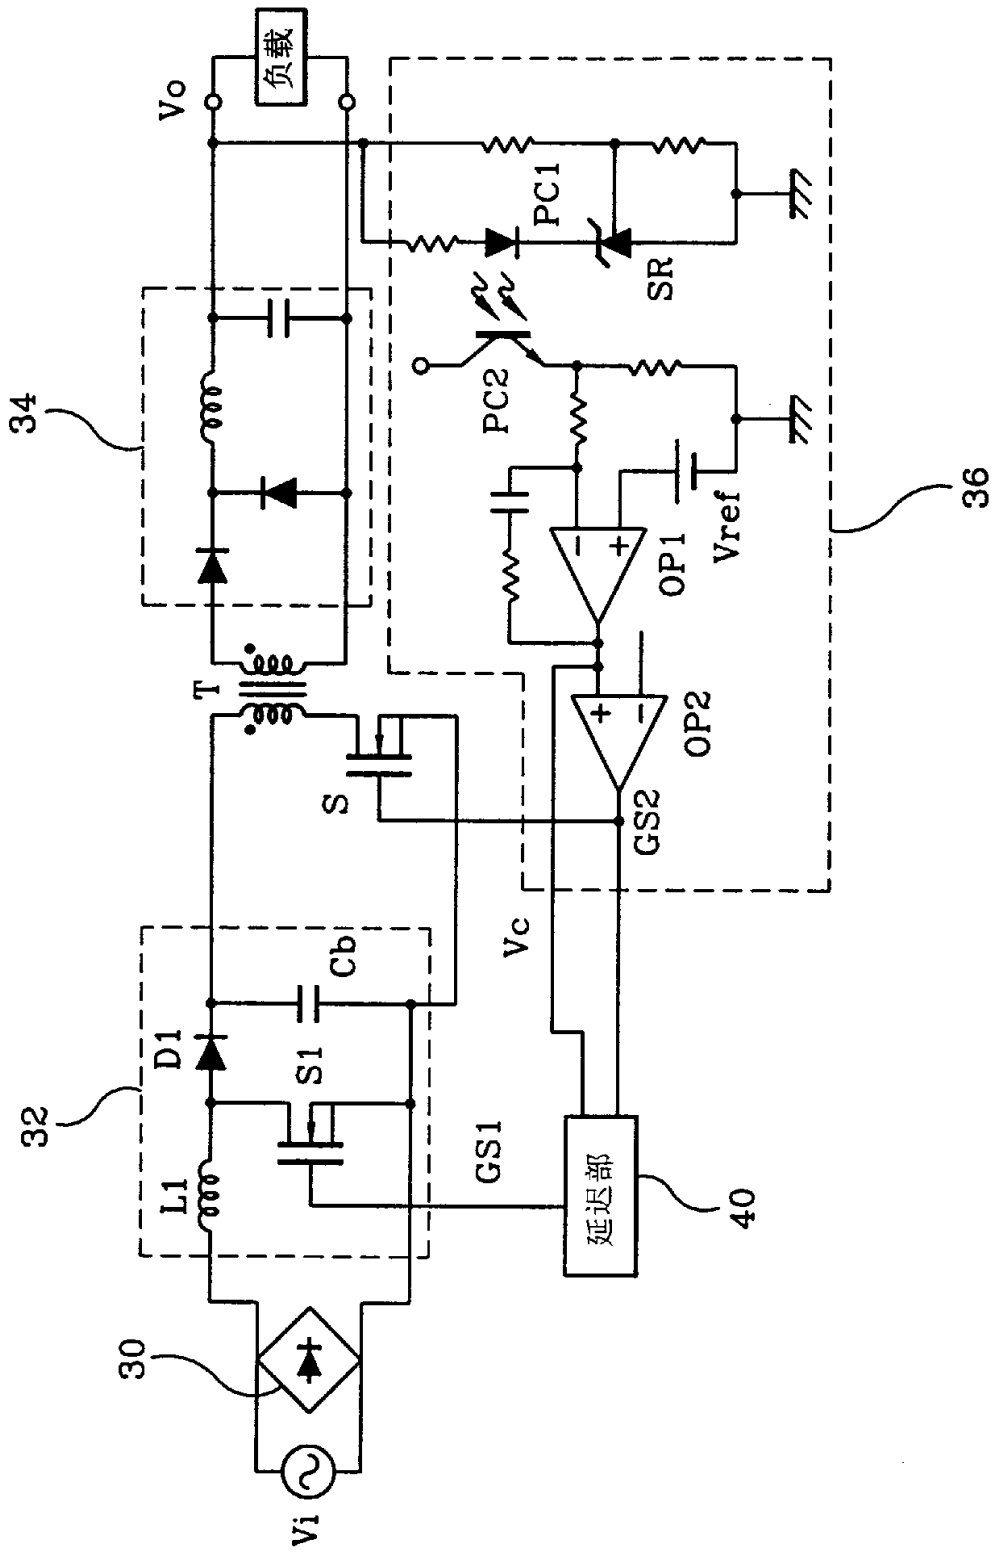 Vi
30
32
L1
D1
S1
Cb
GS1
延迟部
40
Vc
S
T
34
Vo
负载
GS2
OP2
+
−
OP1
−
+
Vref
PC2
PC1
SR
36